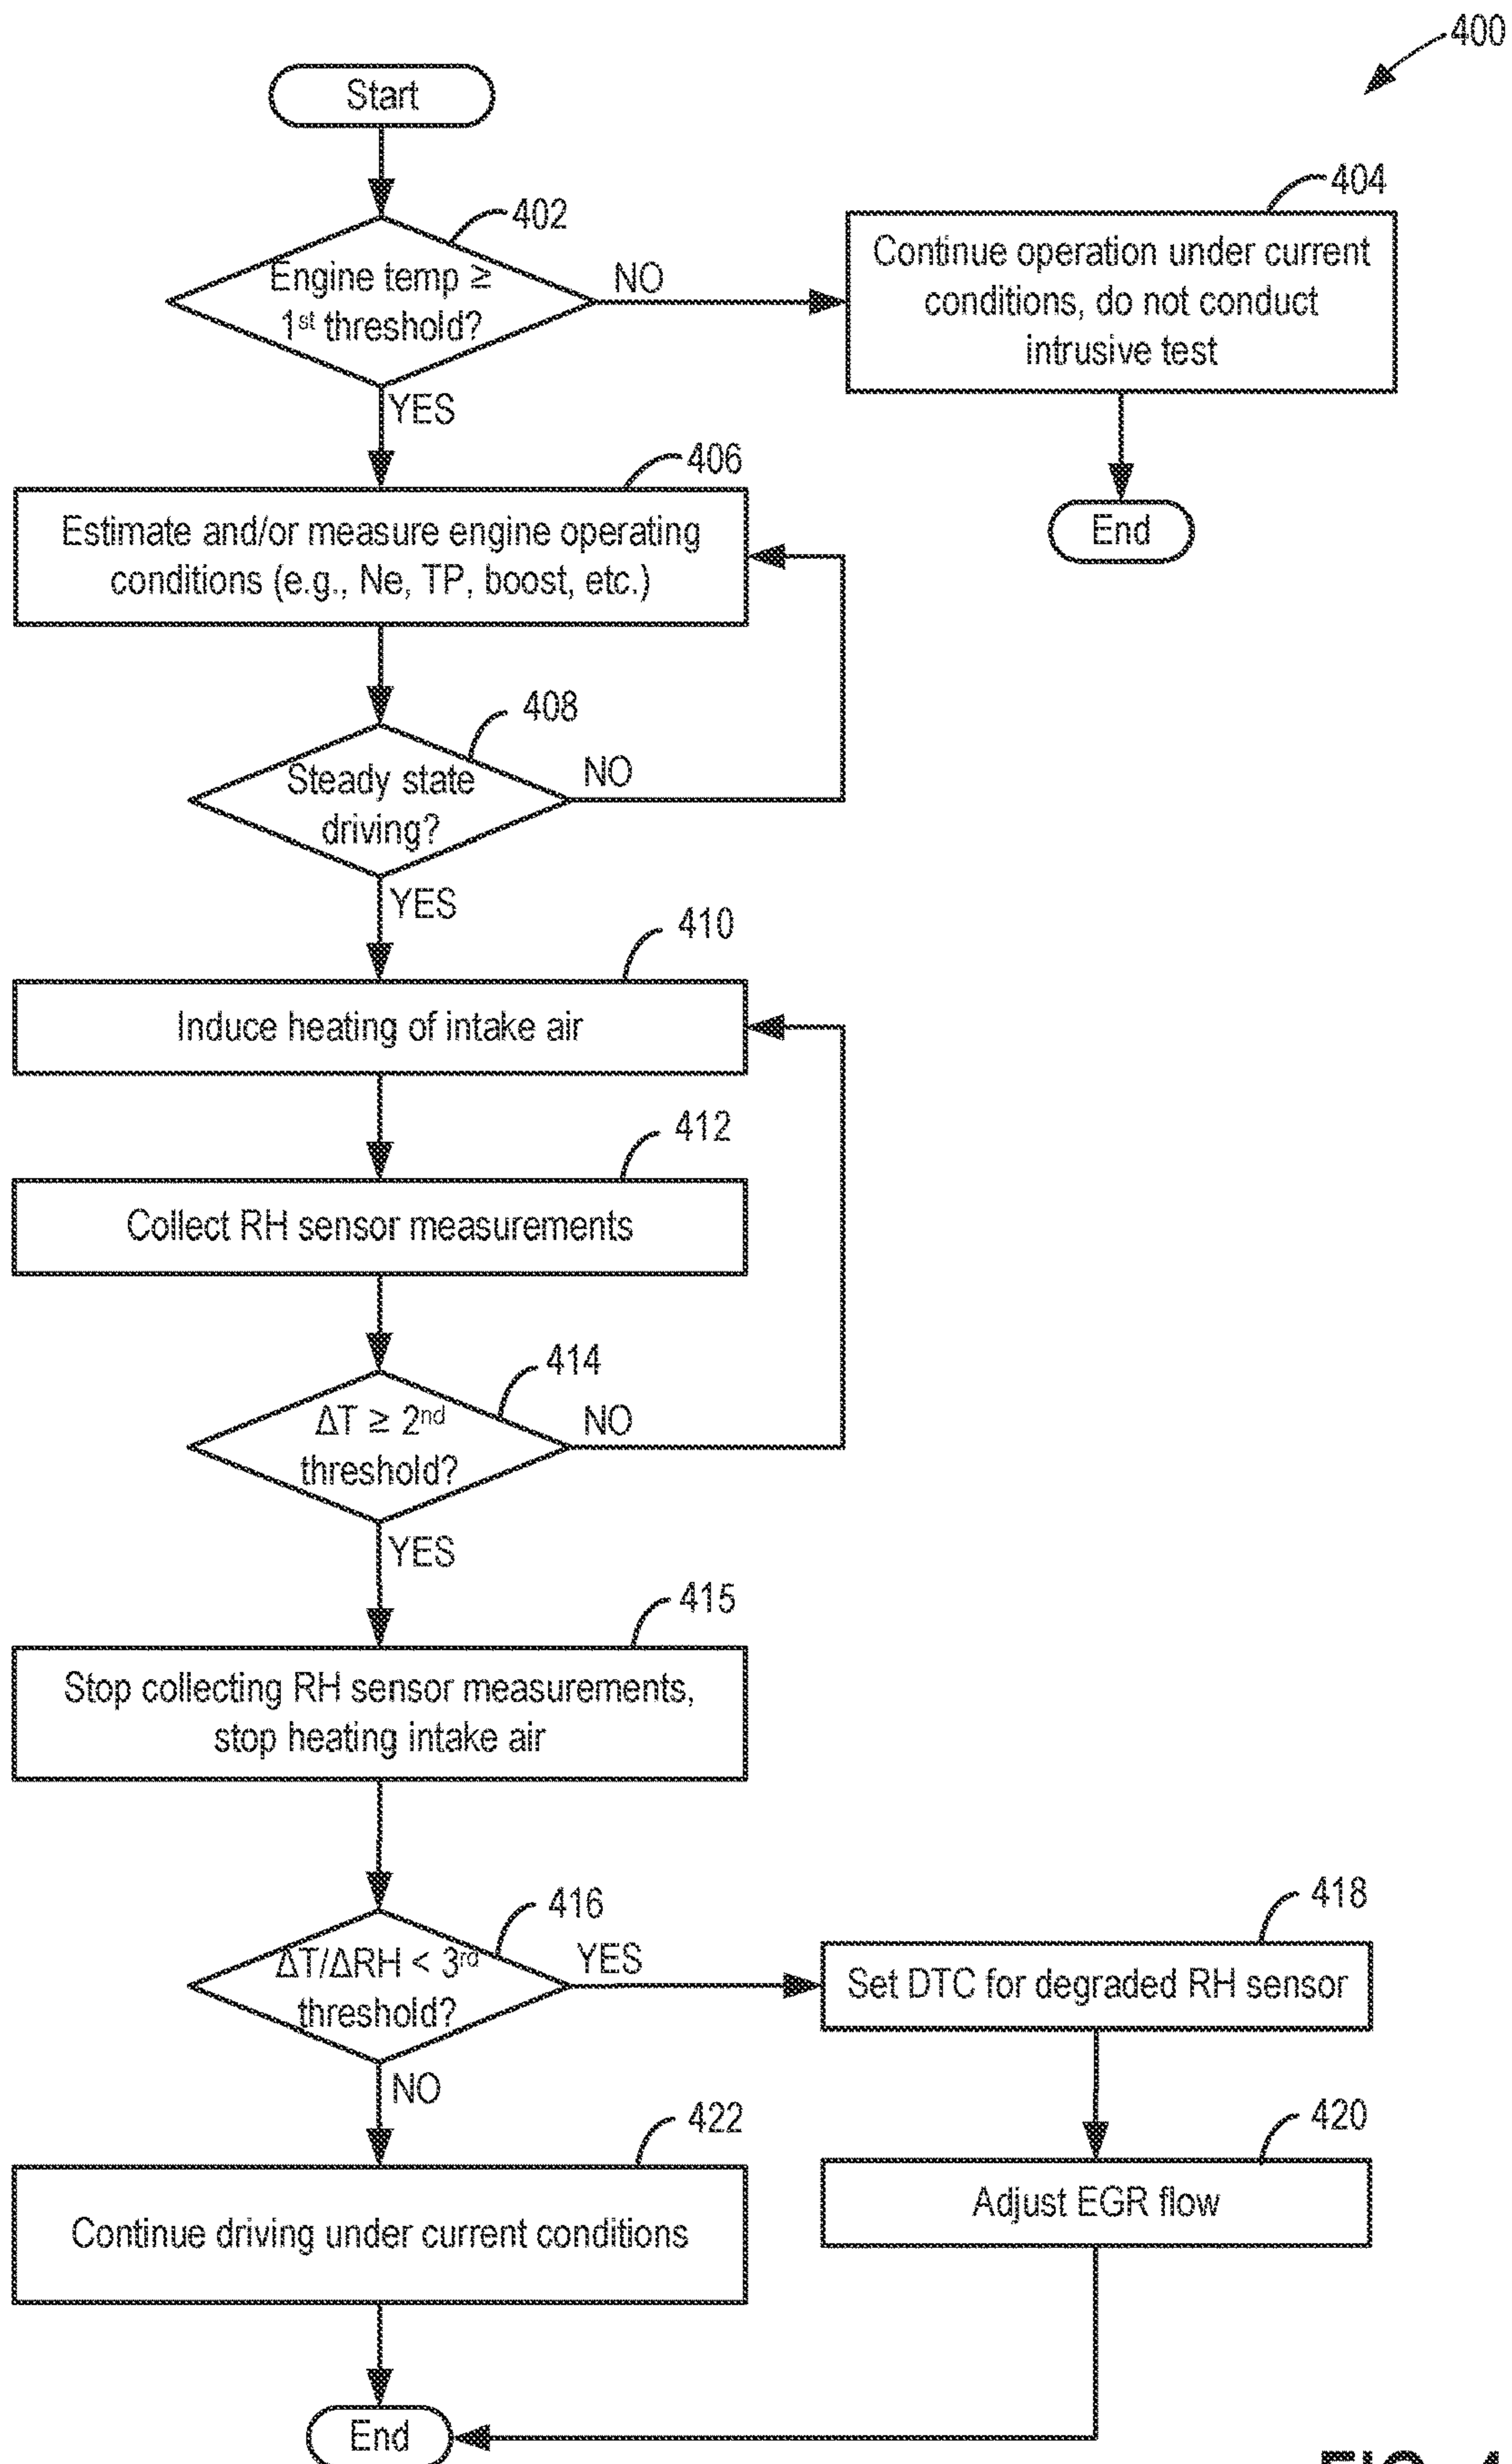 400
Start
402
Engine temp ≥
1st threshold?
NO
YES
404
Continue operation under current
conditions, do not conduct
intrusive test
End
406
Estimate and/or measure engine operating
conditions (e.g., Ne, TP, boost, etc.)
408
Steady state
driving?
NO
YES
410
Induce heating of intake air
412
Collect RH sensor measurements
414
ΔT ≥ 2nd
threshold?
NO
YES
415
Stop collecting RH sensor measurements,
stop heating intake air
416
ΔT/ΔRH < 3rd
threshold?
YES
NO
418
Set DTC for degraded RH sensor
420
Adjust EGR flow
422
Continue driving under current conditions
End